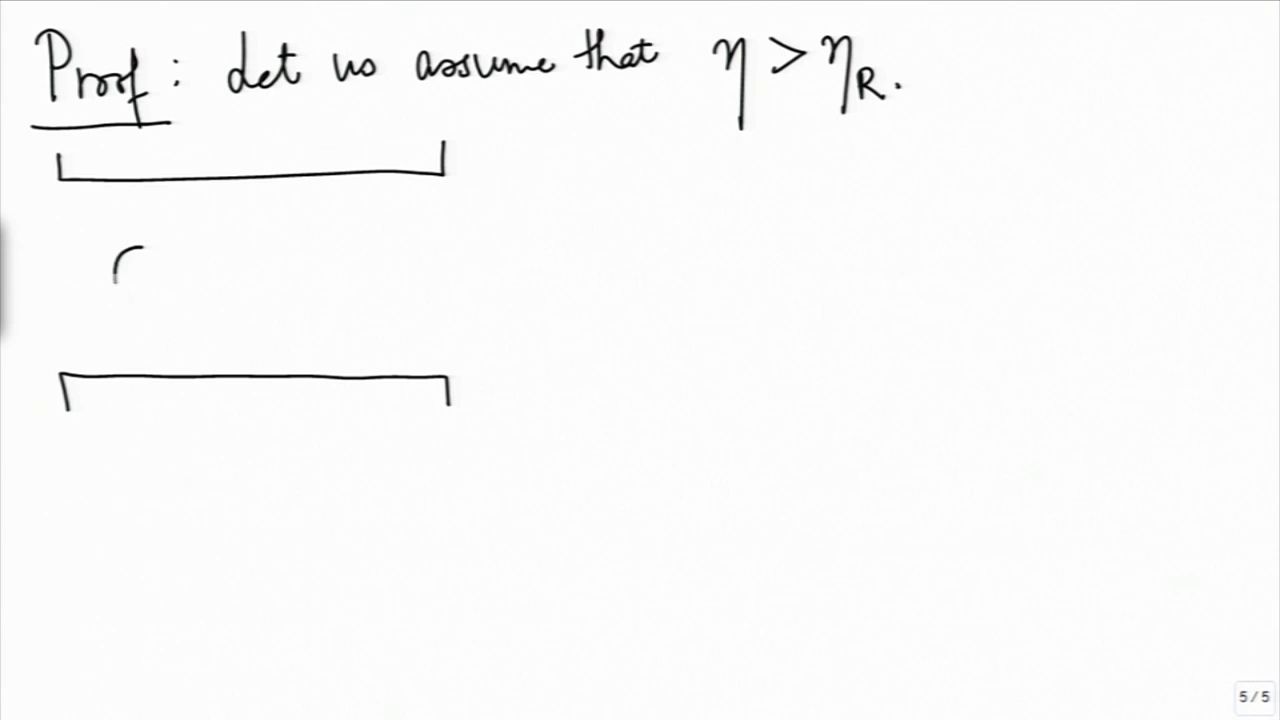 Proof: Let us assume that η > η_R.
5/5